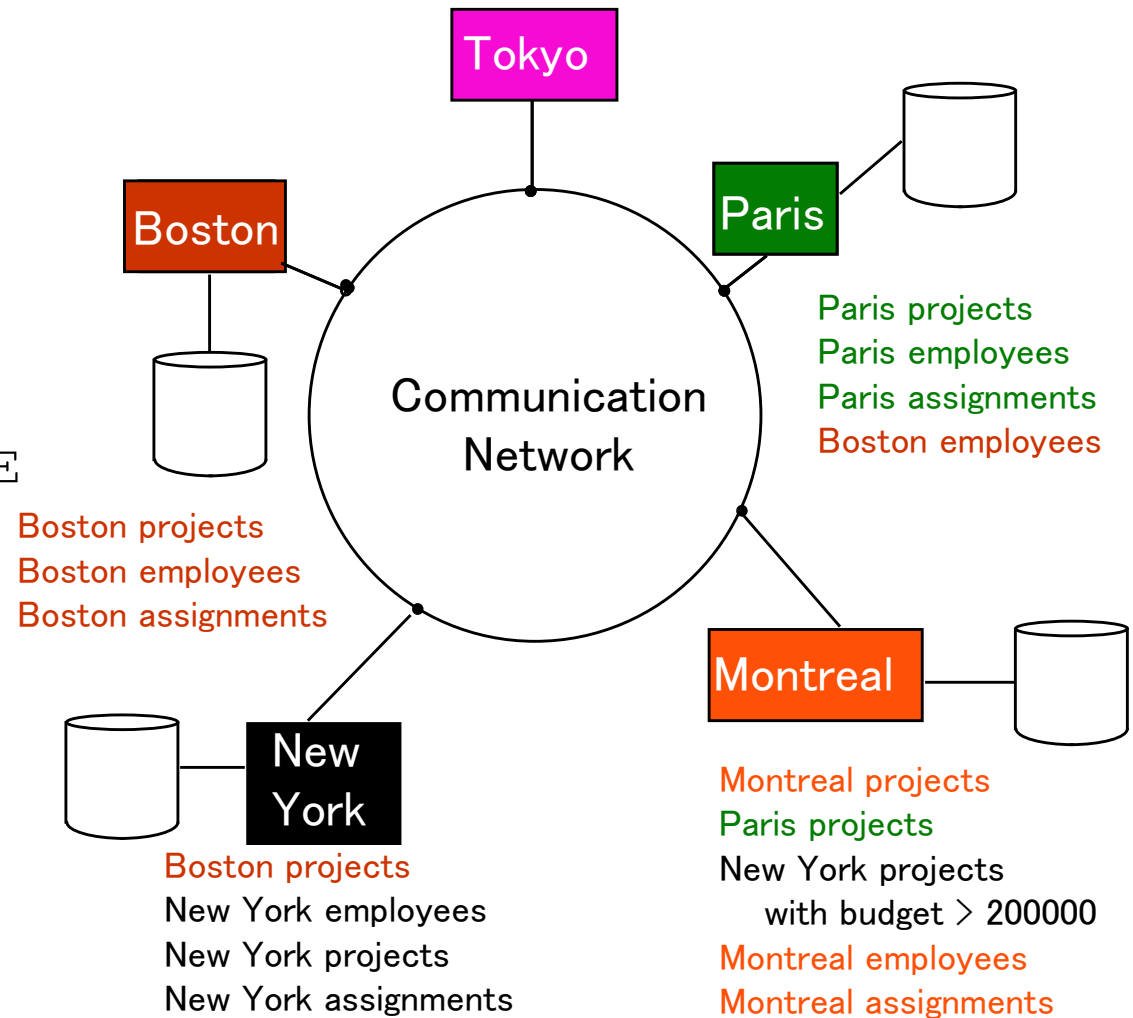 Tokyo
Boston
Paris
Communication
Network
Paris projects
Paris employees
Paris assignments
Boston employees
E
Boston projects
Boston employees
Boston assignments
Montreal
New
York
Montreal projects
Paris projects
New York projects
with budget > 200000
Montreal employees
Montreal assignments
Boston projects
New York employees
New York projects
New York assignments